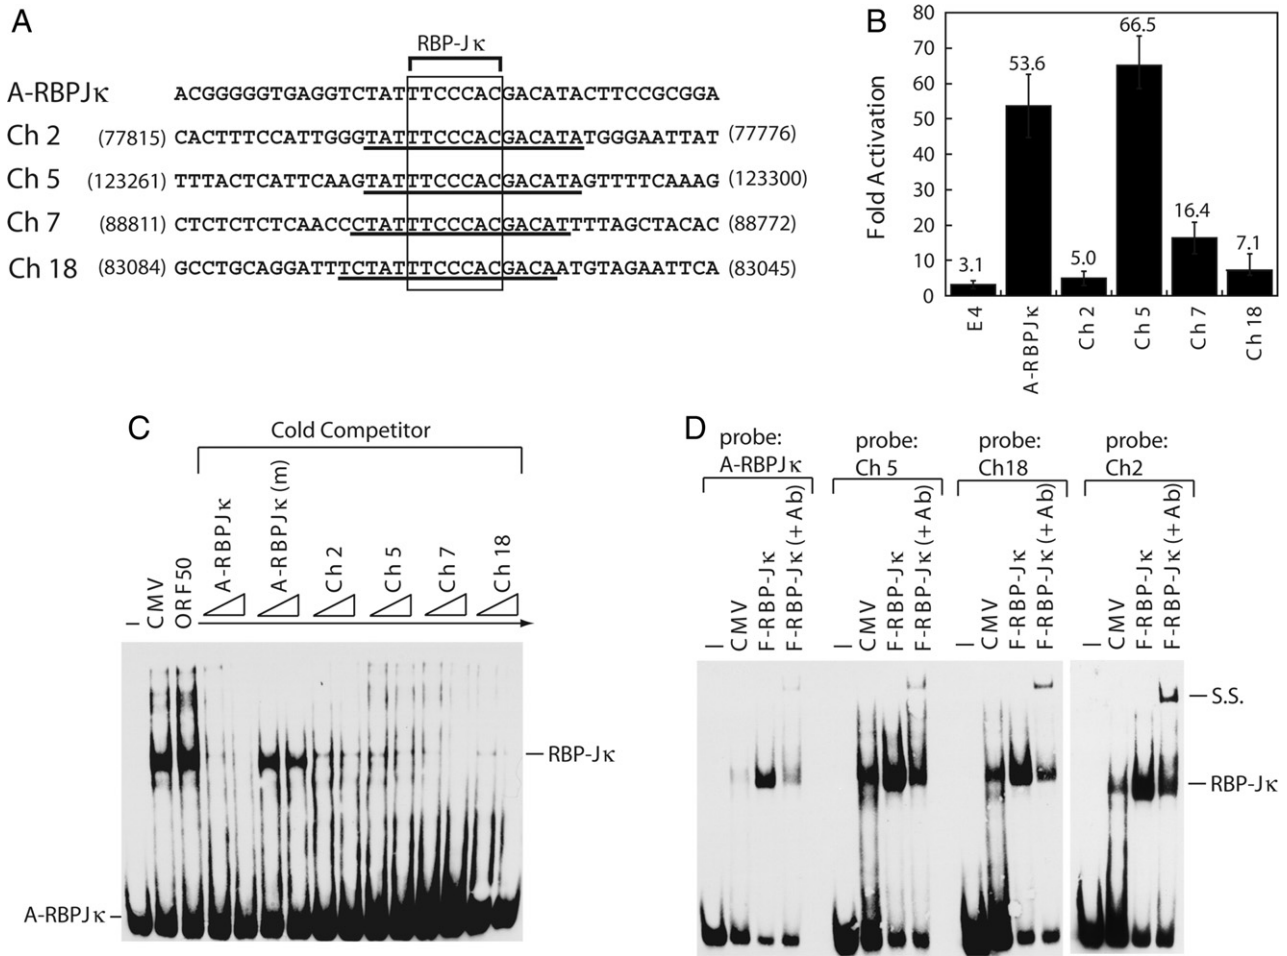 A
RBP-Jκ
A-RBPJκ ACGGGGGTGAGGTCTATTTCCCACGACATACTTCCGCGGA
Ch 2 (77815) CACTTTCCATTGGGTATTTCCCACGACATATGGGAATTAT (77776)
Ch 5 (123261) TTTACTCATTCAAGTATTTCCCACGACATAGTTTTCAAAG (123300)
Ch 7 (88811) CTCTCTCTCAACCCTATTTCCCACGACATTTTAGCTACAC (88772)
Ch 18 (83084) GCCTGCAGGATTTCTATTTCCCACGACAATGTAGAATTCA (83045)
B
Fold Activation
80
70
60
50
40
30
20
10
0
3.1
53.6
5.0
66.5
16.4
7.1
E4
A-RBPJκ
Ch 2
Ch 5
Ch 7
Ch 18
C
Cold Competitor
–
CMV
ORF50
A-RBPJκ
A-RBPJκ (m)
Ch 2
Ch 5
Ch 7
Ch 18
RBP-Jκ
A-RBPJκ
D
probe:
A-RBPJκ
probe:
Ch 5
probe:
Ch18
probe:
Ch2
–
CMV
F-RBP-Jκ
F-RBP-Jκ (+ Ab)
–
CMV
F-RBP-Jκ
F-RBP-Jκ (+ Ab)
–
CMV
F-RBP-Jκ
F-RBP-Jκ (+ Ab)
–
CMV
F-RBP-Jκ
F-RBP-Jκ (+ Ab)
S.S.
RBP-Jκ